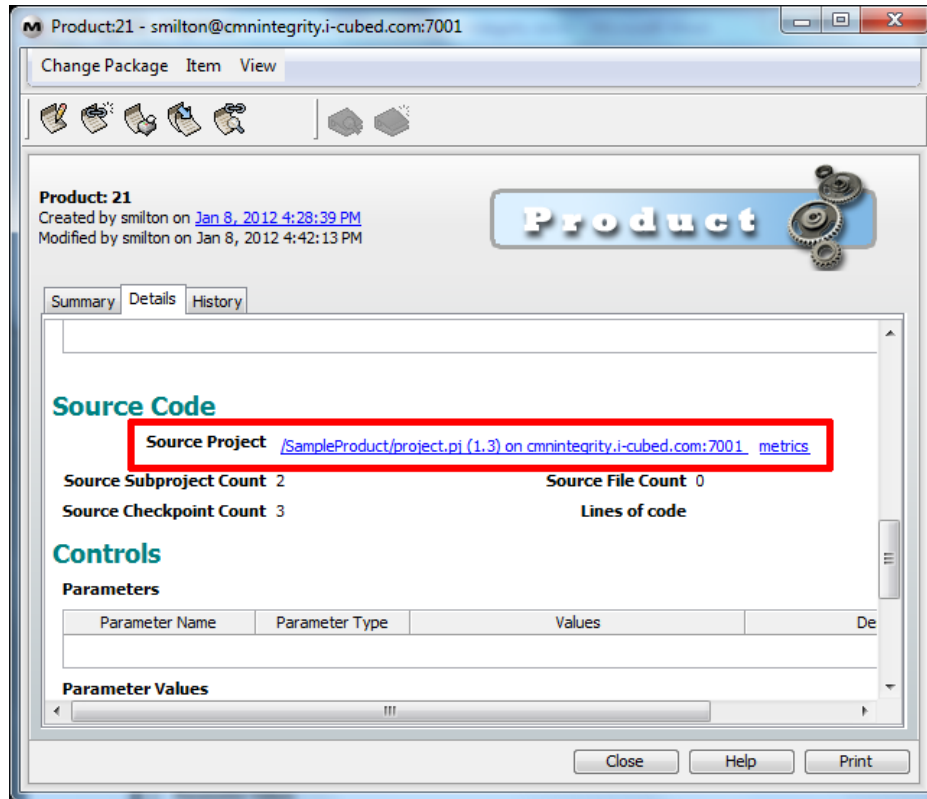 Product:21 - smilton@cmnintegrity.i-cubed.com:7001
Change Package Item View
Product: 21
Created by smilton on Jan 8, 2012 4:28:39 PM
Modified by smilton on Jan 8, 2012 4:42:13 PM
Product
Summary Details History
Source Code
Source Project /SampleProduct/project.pj (1.3) on cmnintegrity.i-cubed.com:7001 metrics
Source Subproject Count 2 Source File Count 0
Source Checkpoint Count 3 Lines of code
Controls
Parameters
Parameter Name Parameter Type Values De
Parameter Values
Close Help Print